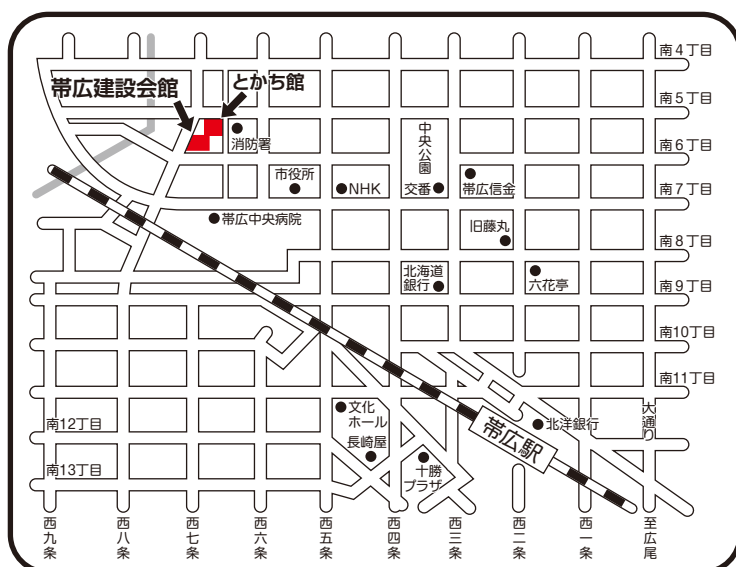 南4丁目
南5丁目
帯広建設会館
とかち館
消防署
中央公園
南6丁目
市役所
NHK
交番
帯広信金
南7丁目
帯広中央病院
旧藤丸
南8丁目
北海道
銀行
六花亭
南9丁目
南10丁目
南11丁目
文化
ホール
大通り
南12丁目
北洋銀行
帯広駅
長崎屋
十勝
プラザ
南13丁目
西九条
西八条
西七条
西六条
西五条
西四条
西三条
西二条
西一条
至広尾